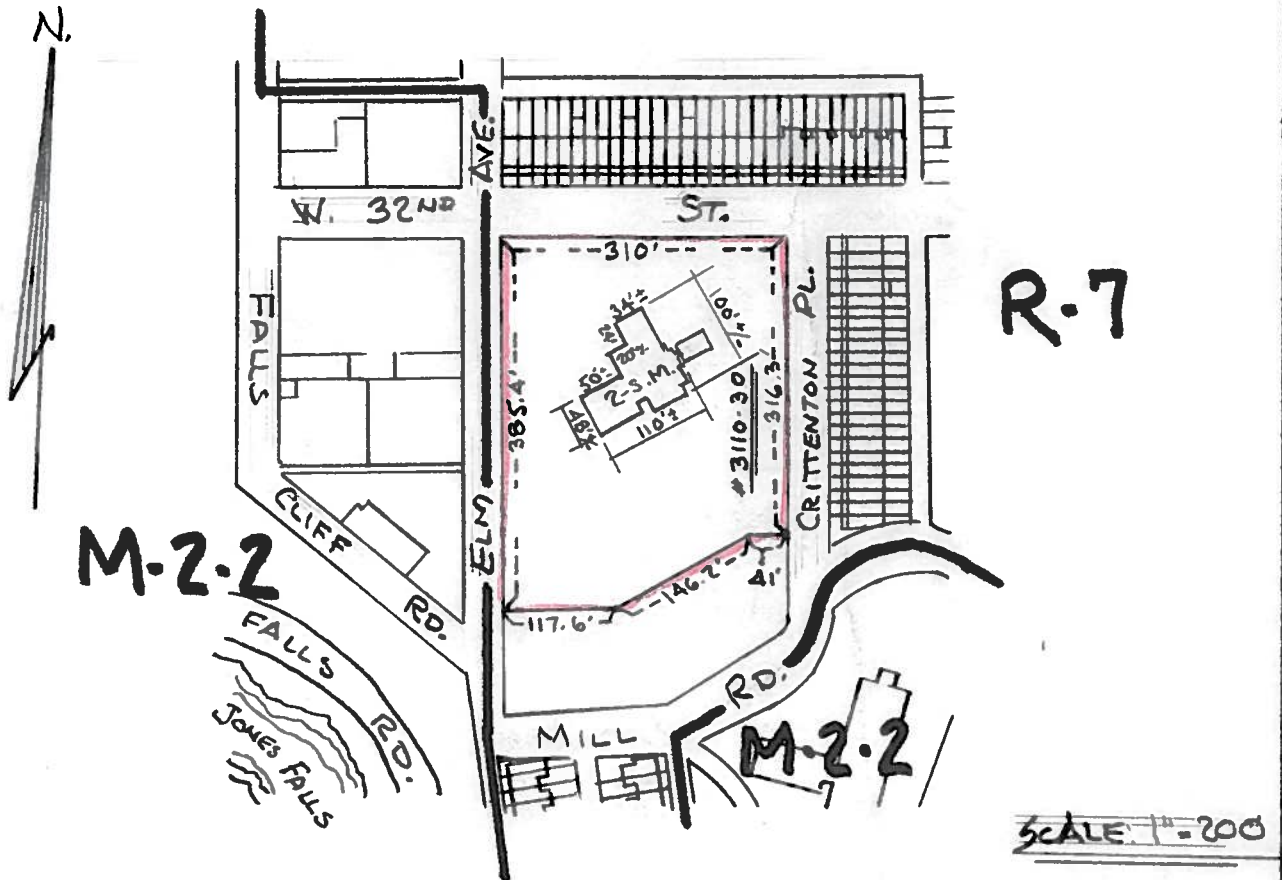 N.
AVE.
W. 32ND ST.
310'
34'±
24'
20'±
100'±
50'±
2-S.M.
48'±
110'±
385.4'
316.3'
#3110-30
CRITTENTON PL.
R-7
FALLS
CLIFF RD.
ELM
M-2-2
146.2'
41'
117.6'
FALLS RD.
JONES FALLS
MILL RD.
M-2-2
SCALE: 1"=200